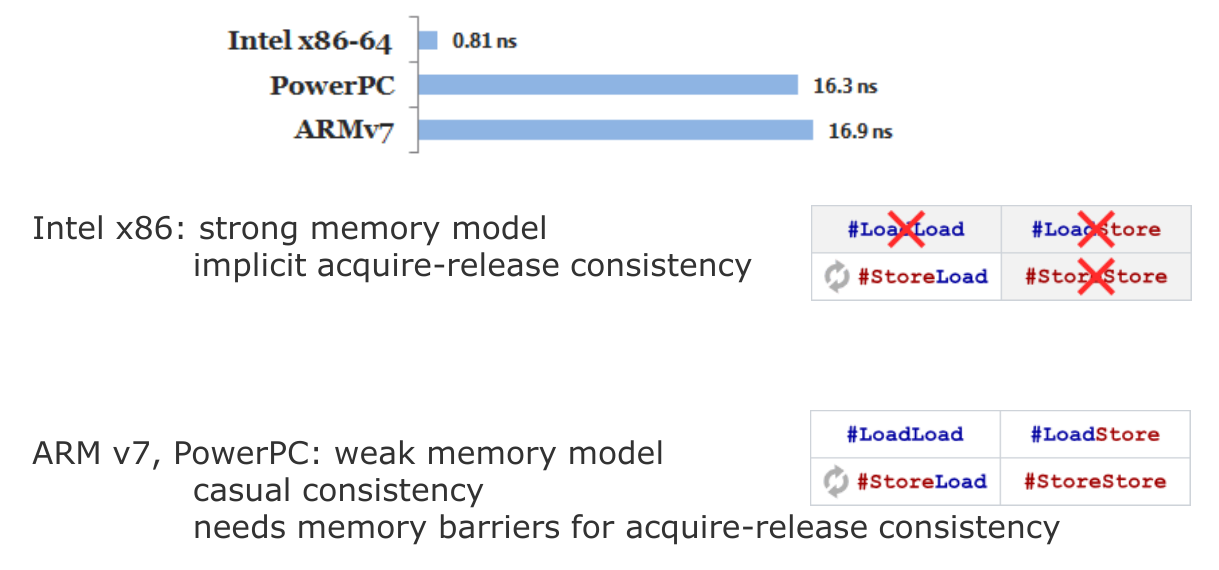 Intel x86-64 0.81 ns
PowerPC 16.3 ns
ARMv7 16.9 ns
Intel x86: strong memory model
implicit acquire-release consistency
#LoadLoad #LoadStore
#StoreLoad #StoreStore
ARM v7, PowerPC: weak memory model
casual consistency
needs memory barriers for acquire-release consistency
#LoadLoad #LoadStore
#StoreLoad #StoreStore